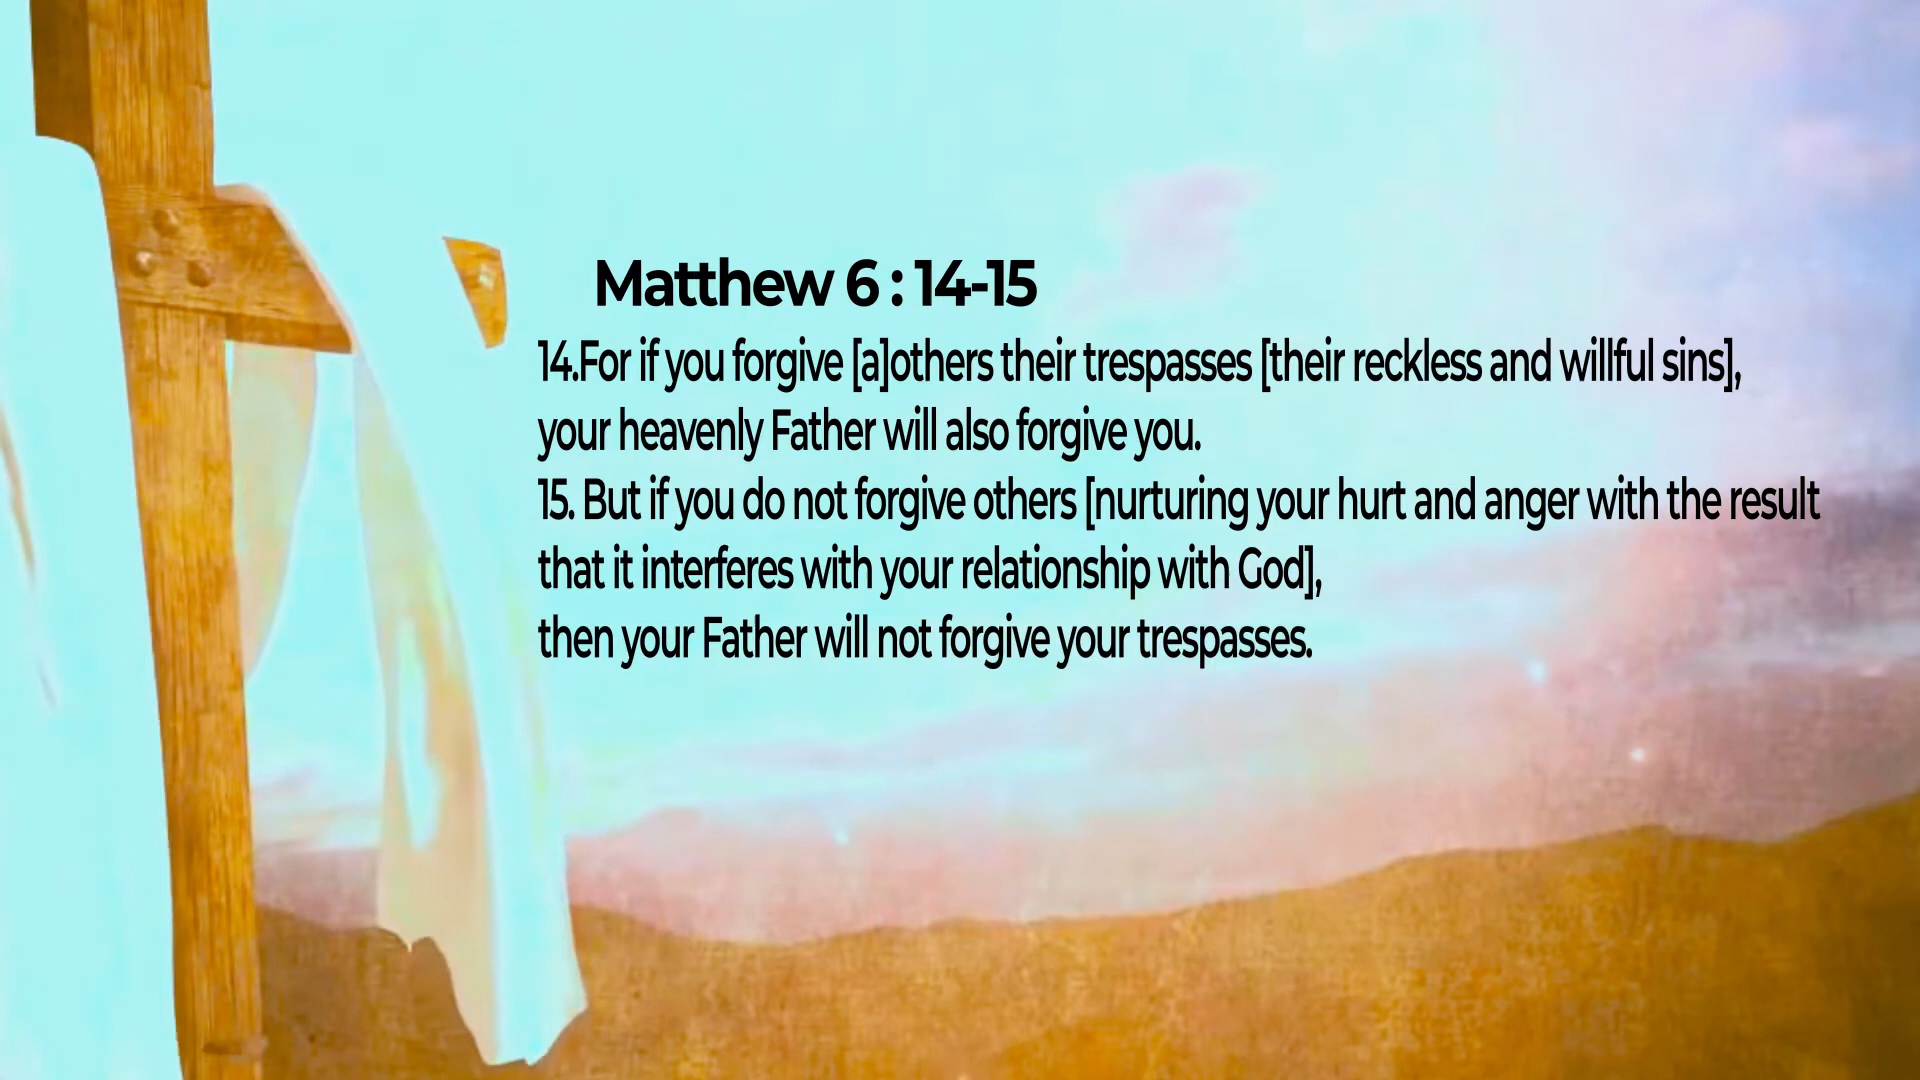 Matthew 6 : 14-15
14.For if you forgive [a]others their trespasses [their reckless and willful sins],
your heavenly Father will also forgive you.
15. But if you do not forgive others [nurturing your hurt and anger with the result
that it interferes with your relationship with God],
then your Father will not forgive your trespasses.